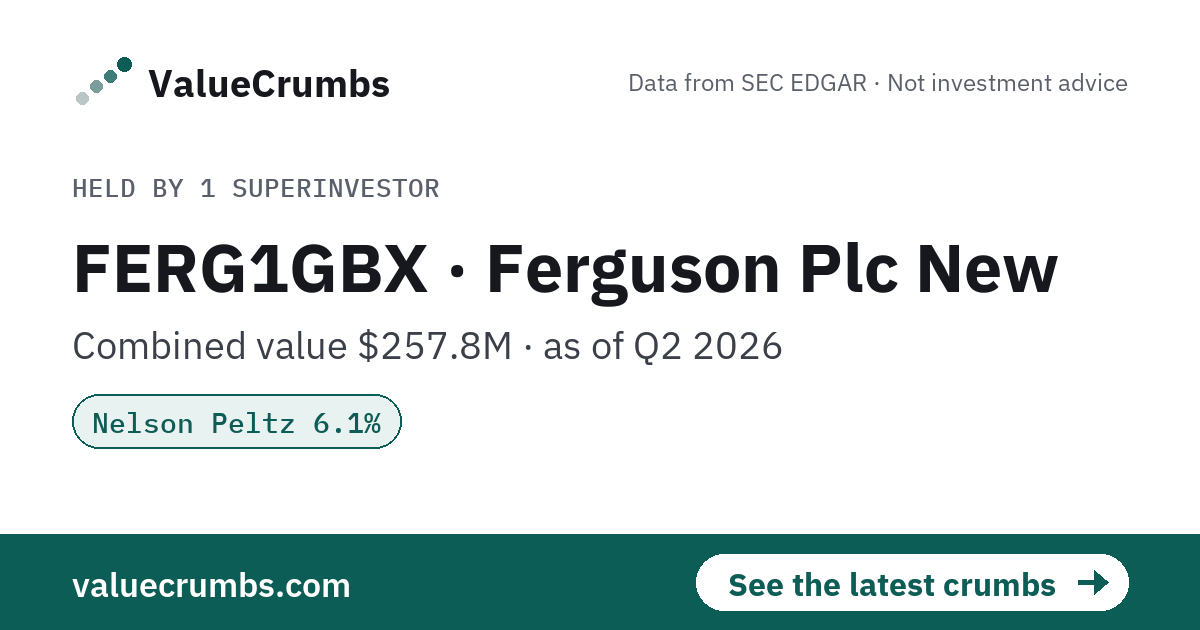 ValueCrumbs
Data from SEC EDGAR · Not investment advice
HELD BY 1 SUPERINVESTOR
FERG1GBX · Ferguson Plc New
Combined value $257.8M · as of Q2 2026
Nelson Peltz 6.1%
valuecrumbs.com
See the latest crumbs →